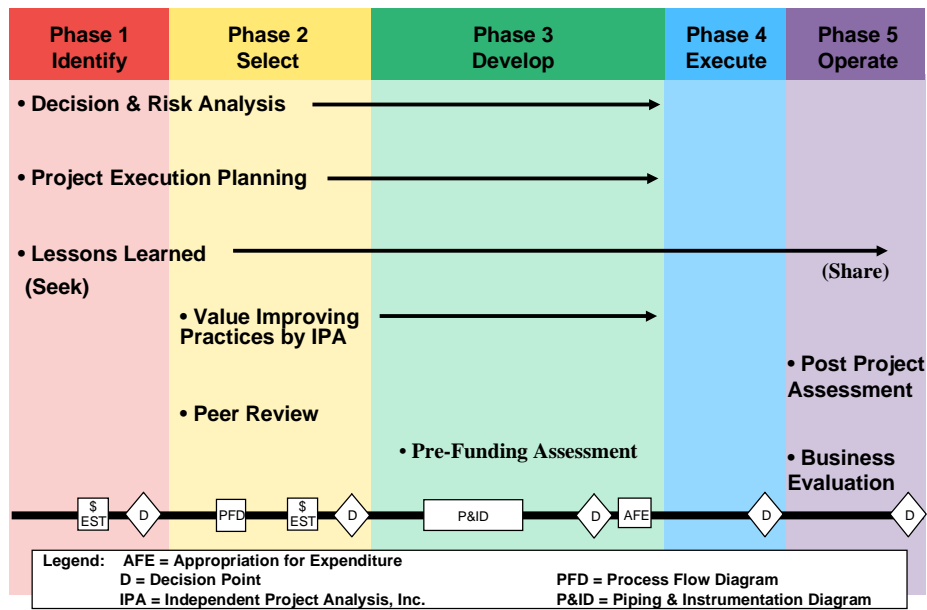 Phase 1
Identify
Phase 2
Select
Phase 3
Develop
Phase 4
Execute
Phase 5
Operate
• Decision & Risk Analysis
• Project Execution Planning
• Lessons Learned
(Seek)
(Share)
• Value Improving
Practices by IPA
• Post Project
Assessment
• Peer Review
• Pre-Funding Assessment
• Business
Evaluation
$
EST
D
PFD
$
EST
D
P&ID
D
AFE
D
D
Legend: AFE = Appropriation for Expenditure
D = Decision Point PFD = Process Flow Diagram
IPA = Independent Project Analysis, Inc. P&ID = Piping & Instrumentation Diagram